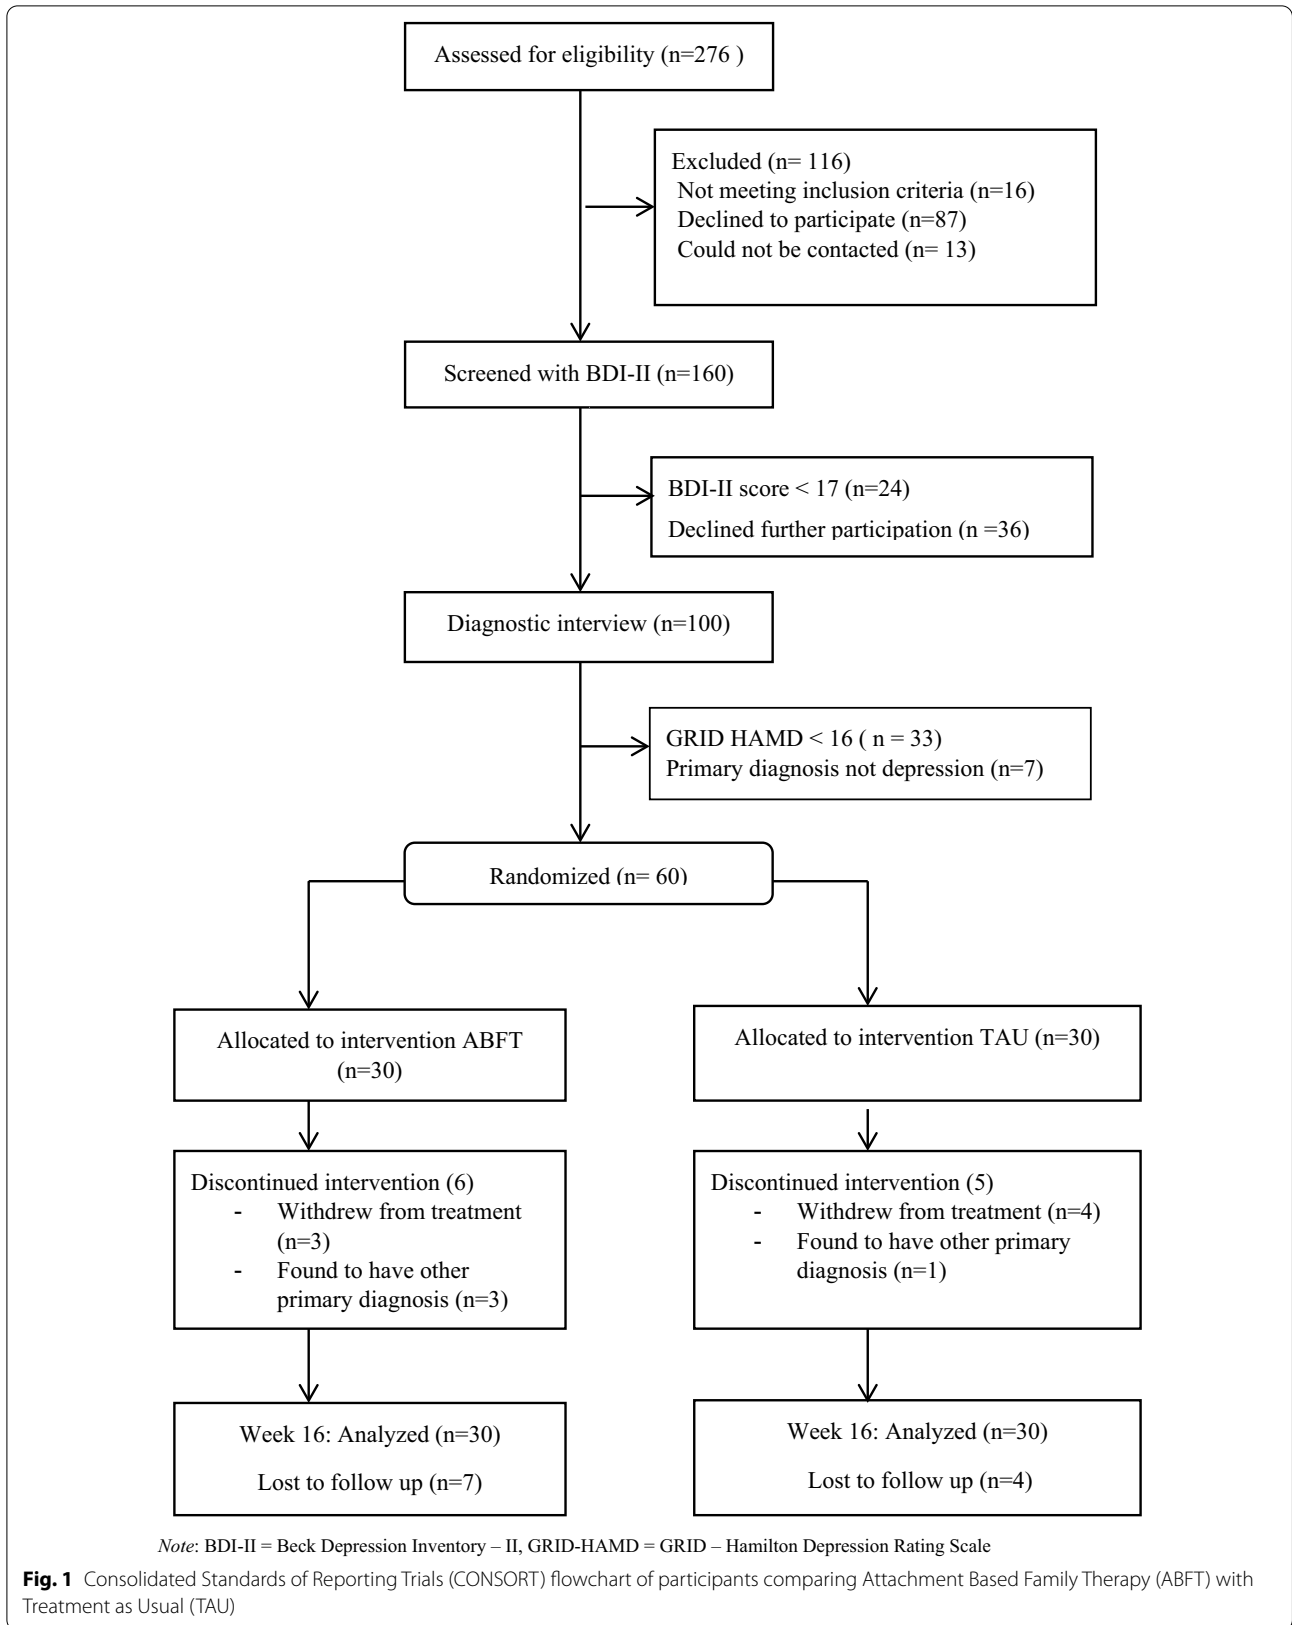 Assessed for eligibility (n=276 )
Excluded (n= 116)
Not meeting inclusion criteria (n=16)
Declined to participate (n=87)
Could not be contacted (n= 13)
Screened with BDI-II (n=160)
BDI-II score < 17 (n=24)
Declined further participation (n =36)
Diagnostic interview (n=100)
GRID HAMD < 16 ( n = 33)
Primary diagnosis not depression (n=7)
Randomized (n= 60)
Allocated to intervention ABFT
(n=30)
Allocated to intervention TAU (n=30)
Discontinued intervention (6)
- Withdrew from treatment
(n=3)
- Found to have other
primary diagnosis (n=3)
Discontinued intervention (5)
- Withdrew from treatment (n=4)
- Found to have other primary
diagnosis (n=1)
Week 16: Analyzed (n=30)
Lost to follow up (n=7)
Week 16: Analyzed (n=30)
Lost to follow up (n=4)
Note: BDI-II = Beck Depression Inventory – II, GRID-HAMD = GRID – Hamilton Depression Rating Scale
Fig. 1 Consolidated Standards of Reporting Trials (CONSORT) flowchart of participants comparing Attachment Based Family Therapy (ABFT) with
Treatment as Usual (TAU)